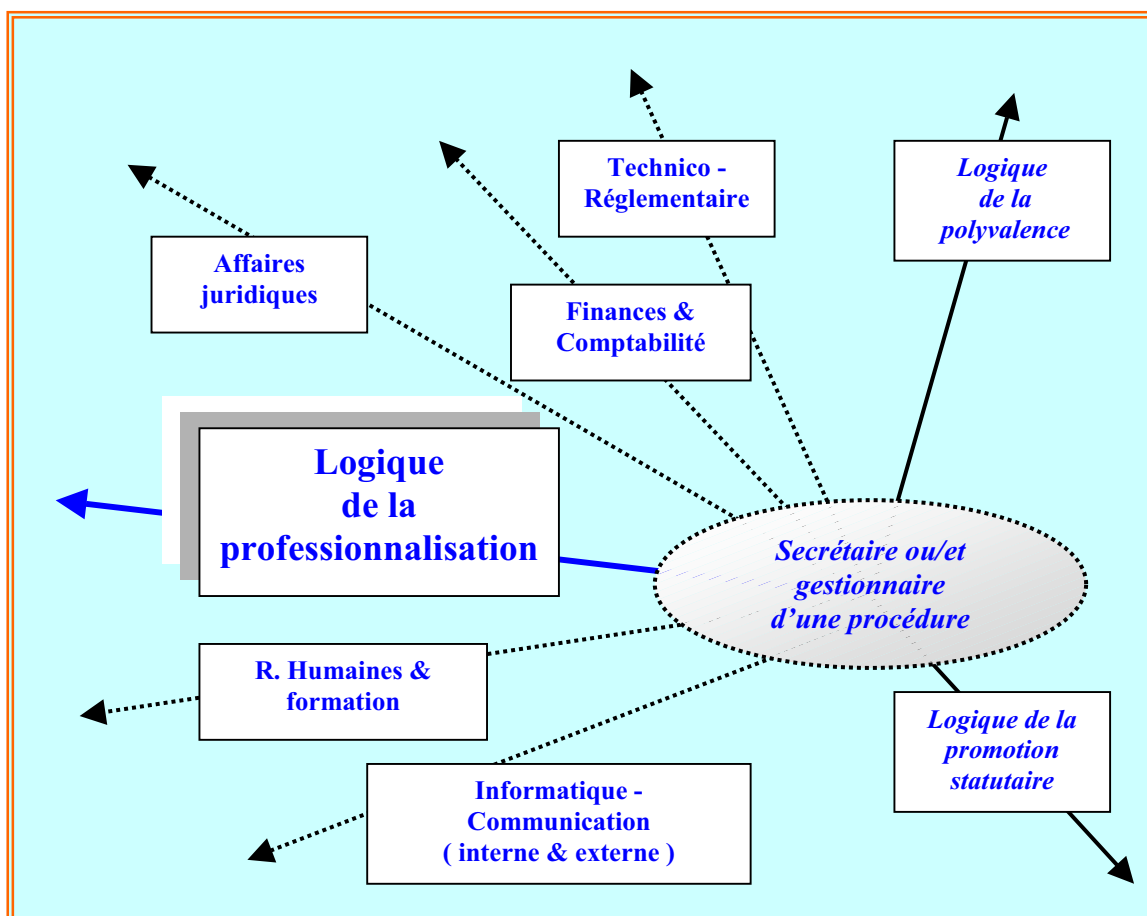 Technico -
Réglementaire
Logique
de la
polyvalence
Affaires
juridiques
Finances &
Comptabilité
Logique
de la
professionnalisation
Secrétaire ou/et
gestionnaire
d’une procédure
R. Humaines &
formation
Logique de la
promotion
statutaire
Informatique -
Communication
( interne & externe )